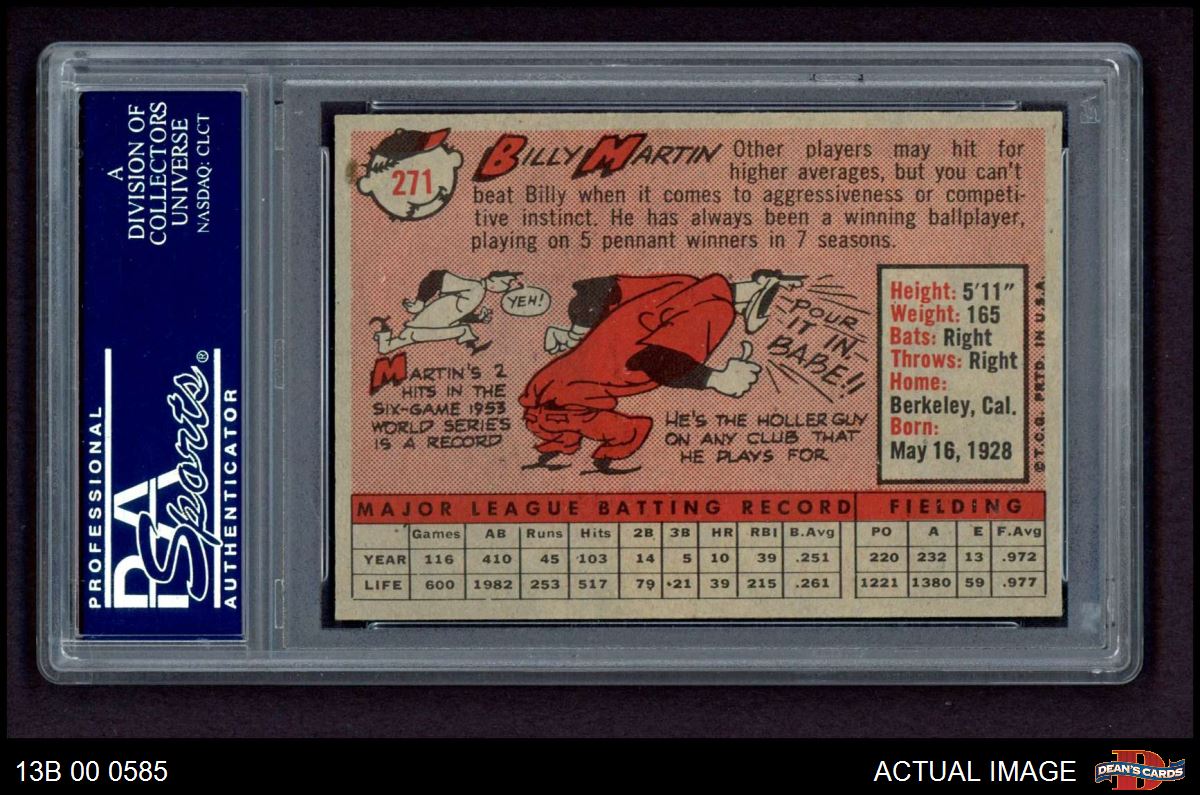 A
DIVISION OF
COLLECTORS
UNIVERSE
NASDAQ: CLCT
PROFESSIONAL
PSA
Sports®
AUTHENTICATOR
271
BILLY MARTIN Other players may hit for
higher averages, but you can't
beat Billy when it comes to aggressiveness or competi-
tive instinct. He has always been a winning ballplayer,
playing on 5 pennant winners in 7 seasons.
YEH!
MARTIN'S 2
HITS IN THE
SIX-GAME 1953
WORLD SERIES
IS A RECORD
POUR
IT IN-
BABE!!
HE'S THE HOLLER GUY
ON ANY CLUB THAT
HE PLAYS FOR
Height: 5'11"
Weight: 165
Bats: Right
Throws: Right
Home:
Berkeley, Cal.
Born:
May 16, 1928
©T.C.G. PRTD. IN U.S.A.
MAJOR LEAGUE BATTING RECORD FIELDING
Games AB Runs Hits 2B 3B HR RBI B.Avg PO A E F.Avg
YEAR 116 410 45 103 14 5 10 39 .251 220 232 13 .972
LIFE 600 1982 253 517 79 21 39 215 .261 1221 1380 59 .977
13B 00 0585
ACTUAL IMAGE
D
DEAN'S CARDS